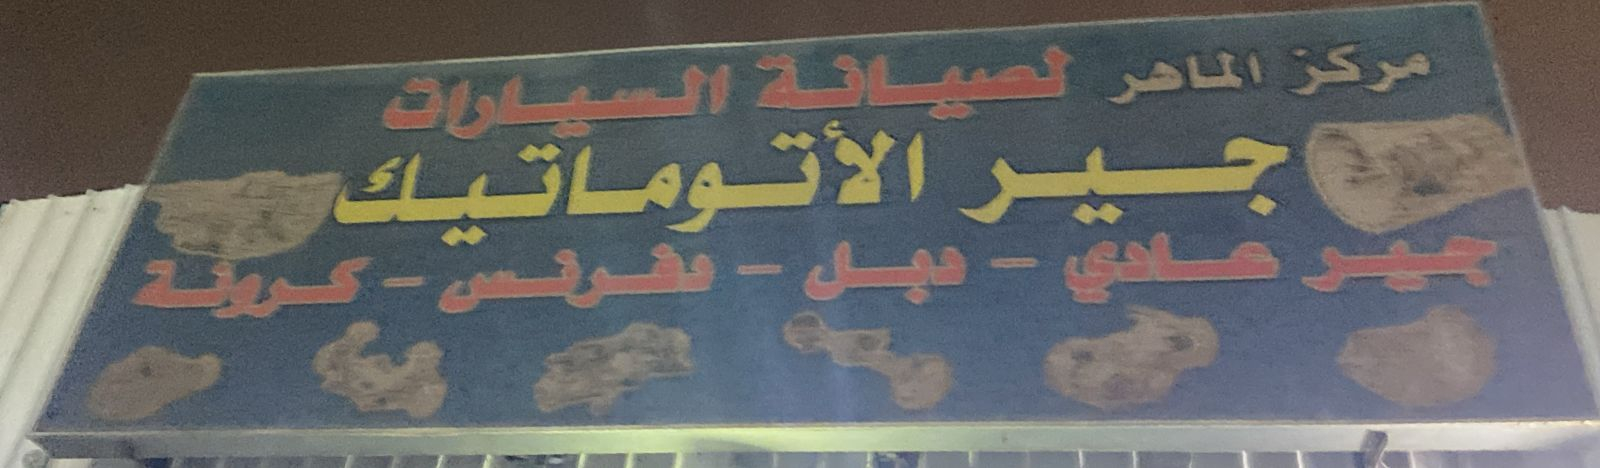 مركز الماهر لصيانة السيارات
جير الأتوماتيك
جير عادي - دبل - دفرنس - كرونة